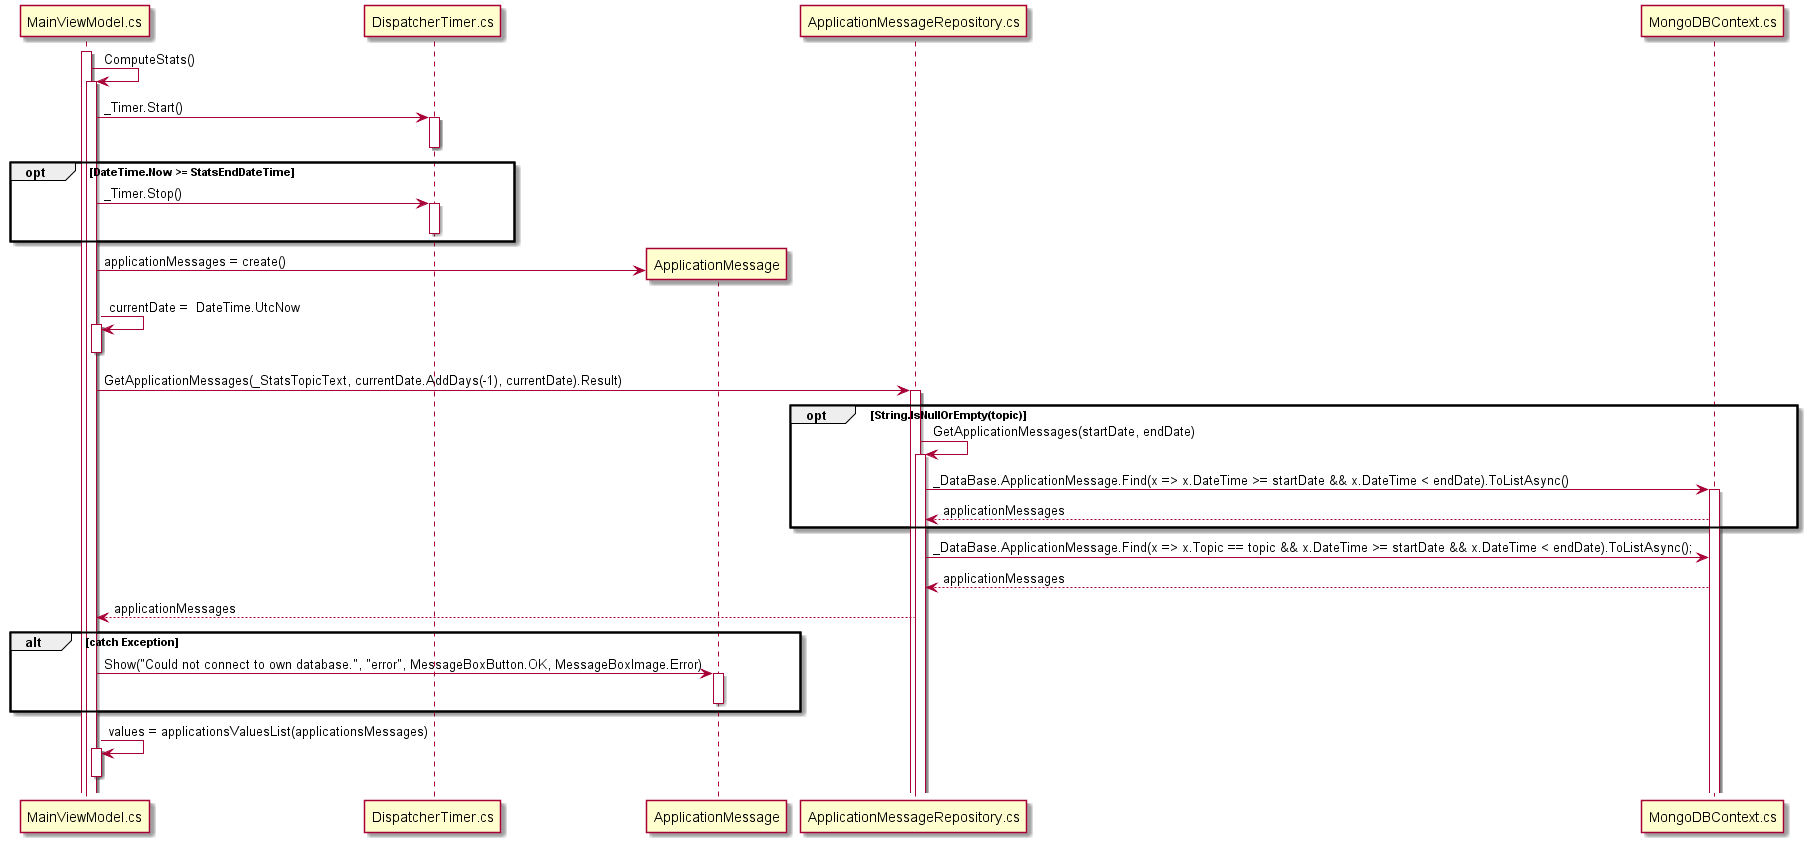 MainViewModel.cs
DispatcherTimer.cs
ApplicationMessageRepository.cs
MongoDBContext.cs
ComputeStats()
_Timer.Start()
opt
[DateTime.Now >= StatsEndDateTime]
_Timer.Stop()
applicationMessages = create()
ApplicationMessage
currentDate = DateTime.UtcNow
GetApplicationMessages(_StatsTopicText, currentDate.AddDays(-1), currentDate).Result)
opt
[String.IsNullOrEmpty(topic)]
GetApplicationMessages(startDate, endDate)
_DataBase.ApplicationMessage.Find(x => x.DateTime >= startDate && x.DateTime < endDate).ToListAsync()
applicationMessages
_DataBase.ApplicationMessage.Find(x => x.Topic == topic && x.DateTime >= startDate && x.DateTime < endDate).ToListAsync();
applicationMessages
applicationMessages
alt
[catch Exception]
Show("Could not connect to own database.", "error", MessageBoxButton.OK, MessageBoxImage.Error)
values = applicationsValuesList(applicationsMessages)
MainViewModel.cs
DispatcherTimer.cs
ApplicationMessage
ApplicationMessageRepository.cs
MongoDBContext.cs